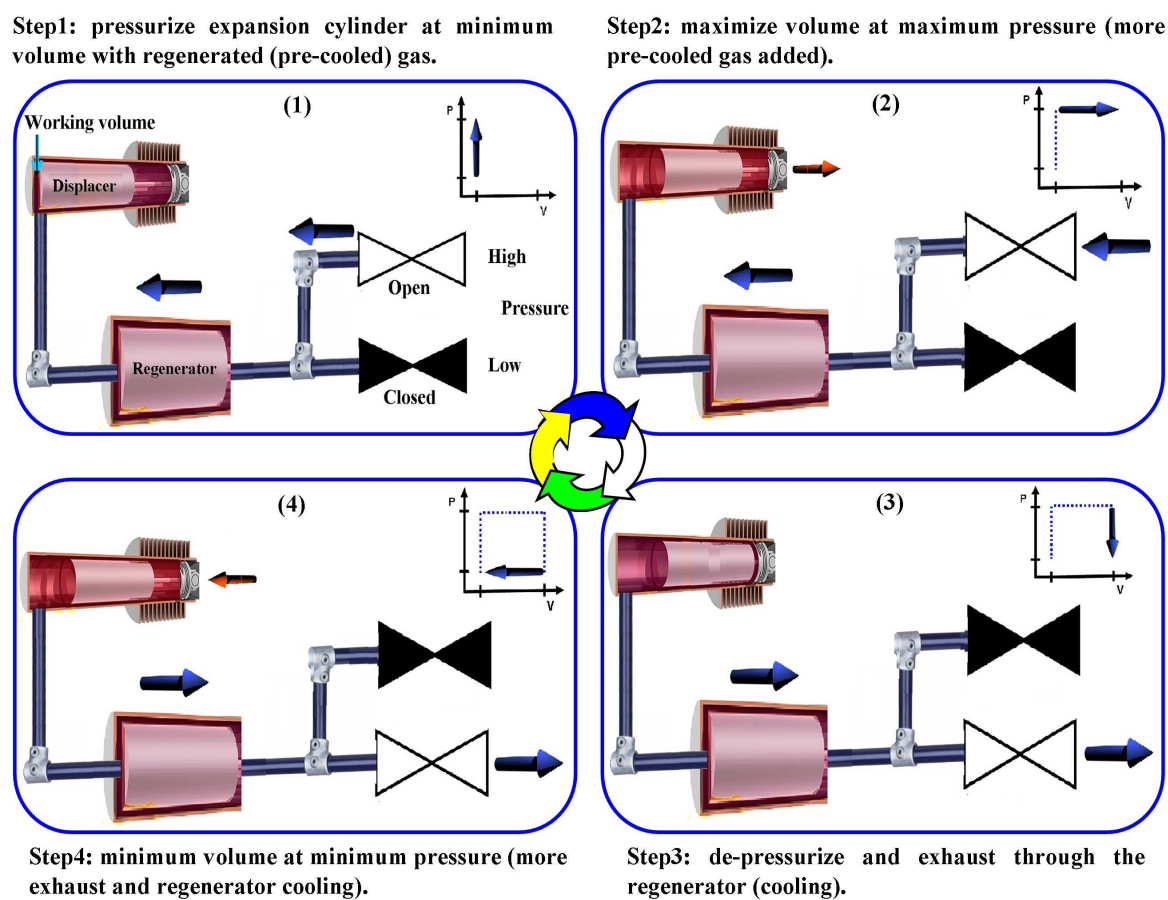 Step1: pressurize expansion cylinder at minimum
volume with regenerated (pre-cooled) gas.
Step2: maximize volume at maximum pressure (more
pre-cooled gas added).
(1)
P
V
Working volume
Displacer
High
Open
Pressure
Regenerator
Low
Closed
(2)
P
V
(4)
P
V
(3)
P
V
Step4: minimum volume at minimum pressure (more
exhaust and regenerator cooling).
Step3: de-pressurize and exhaust through the
regenerator (cooling).